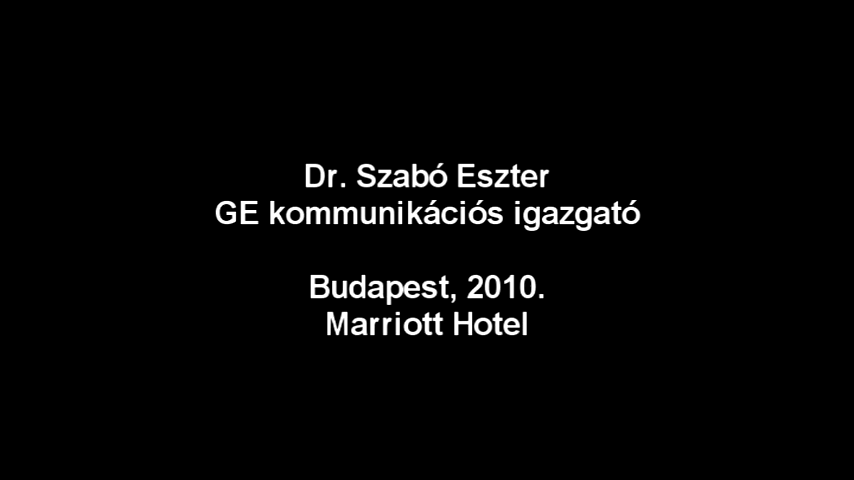 Dr. Szabó Eszter
GE kommunikációs igazgató
Budapest, 2010.
Marriott Hotel